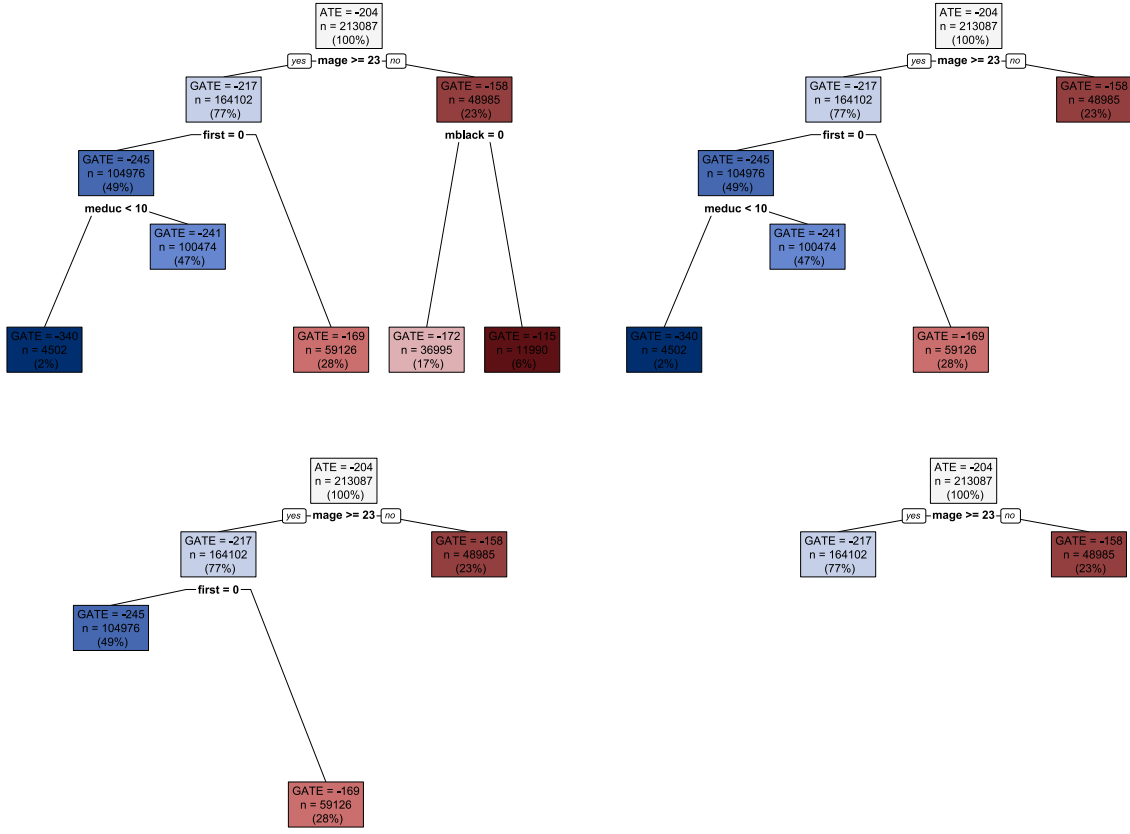 ATE = -204
n = 213087
(100%)
yes mage >= 23 no
GATE = -217
n = 164102
(77%)
GATE = -158
n = 48985
(23%)
first = 0
mblack = 0
GATE = -245
n = 104976
(49%)
meduc < 10
GATE = -241
n = 100474
(47%)
GATE = -340
n = 4502
(2%)
GATE = -169
n = 59126
(28%)
GATE = -172
n = 36995
(17%)
GATE = -115
n = 11990
(6%)
ATE = -204
n = 213087
(100%)
yes mage >= 23 no
GATE = -217
n = 164102
(77%)
GATE = -158
n = 48985
(23%)
first = 0
GATE = -245
n = 104976
(49%)
meduc < 10
GATE = -241
n = 100474
(47%)
GATE = -340
n = 4502
(2%)
GATE = -169
n = 59126
(28%)
ATE = -204
n = 213087
(100%)
yes mage >= 23 no
GATE = -217
n = 164102
(77%)
GATE = -158
n = 48985
(23%)
first = 0
GATE = -245
n = 104976
(49%)
GATE = -169
n = 59126
(28%)
ATE = -204
n = 213087
(100%)
yes mage >= 23 no
GATE = -217
n = 164102
(77%)
GATE = -158
n = 48985
(23%)